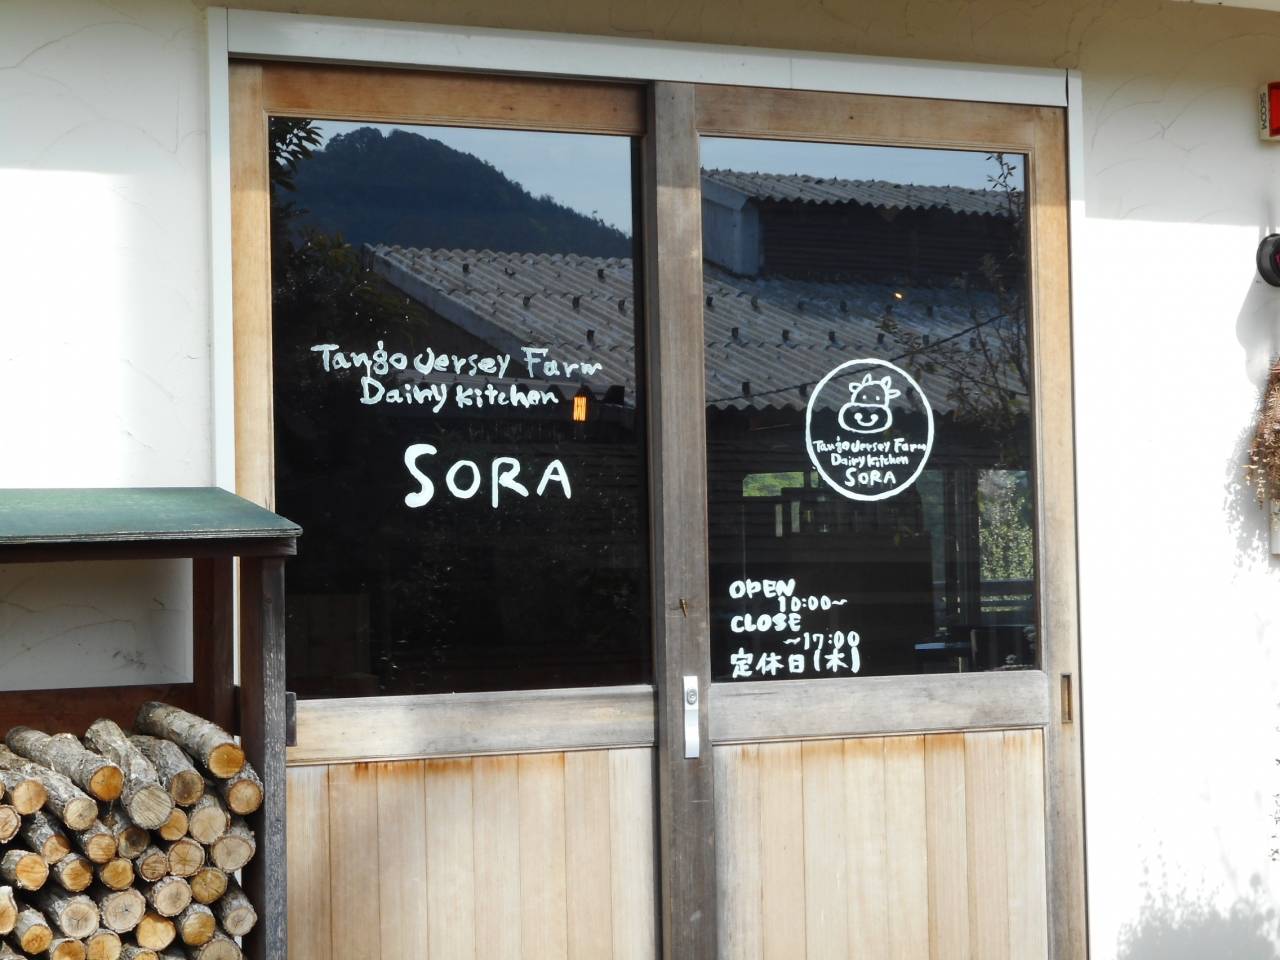 Tango Jersey Farm
Dairy Kitchen
SORA
Tango Jersey Farm
Dairy Kitchen
SORA
OPEN
10:00~
CLOSE
~17:00
定休日(木)
SECOM